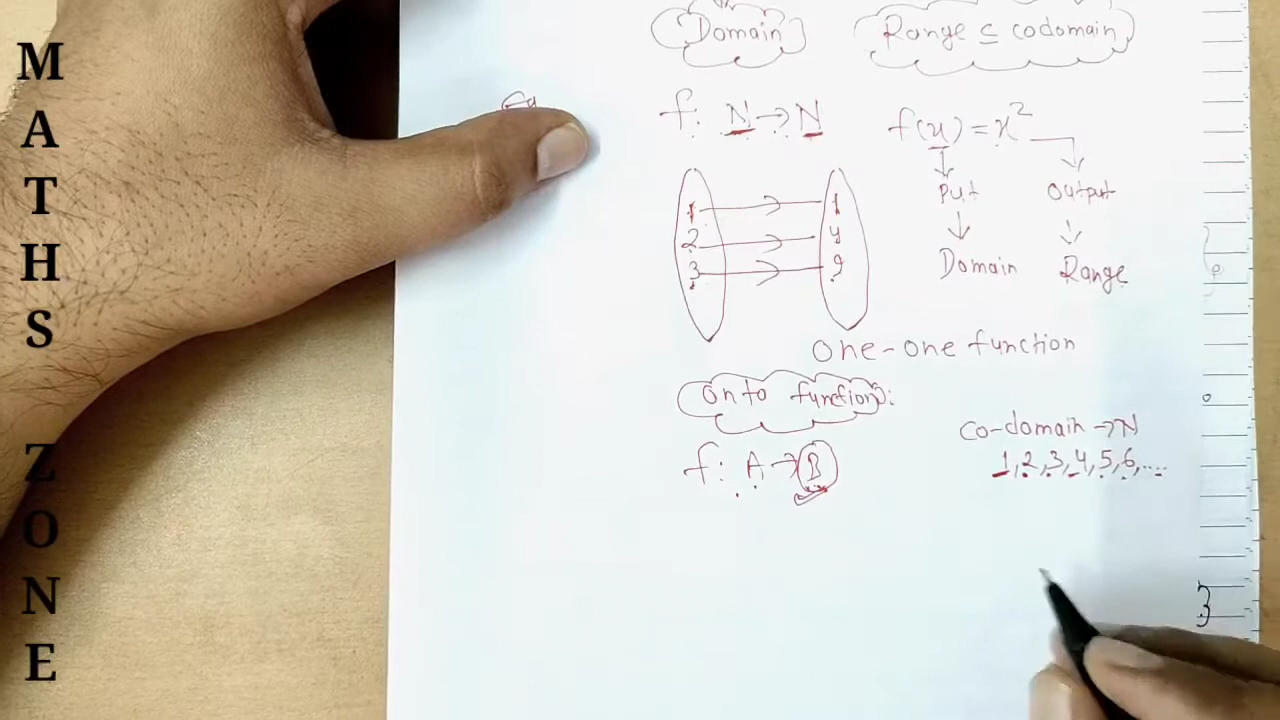 MATHS ZONE
Domain
Range ⊆ codomain
f: N → N
f(x) = x²
Put
Output
Domain
Range
1 1
2 4
3 9
One-one function
Onto function:
f: A → B
Co-domain → N
1, 2, 3, 4, 5, 6, ....